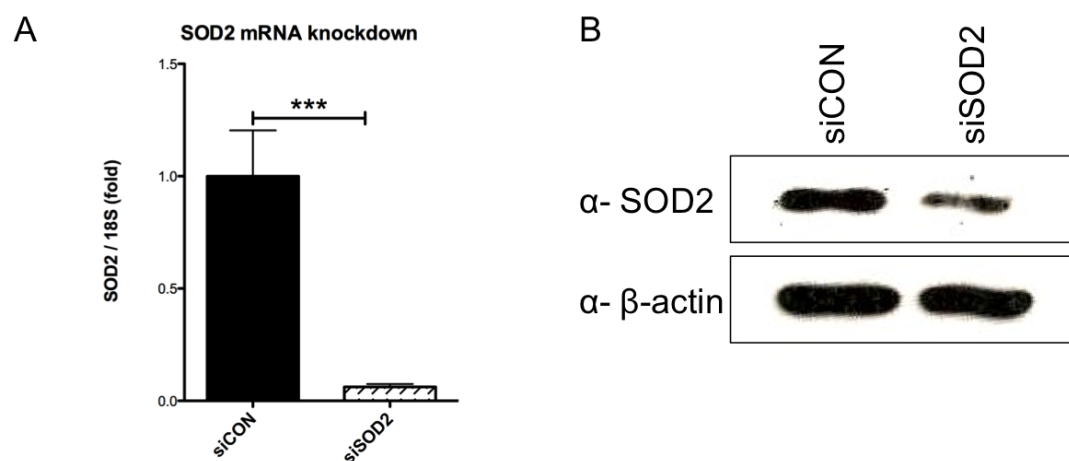 A
SOD2 mRNA knockdown
1.5
***
1.0
SOD2 / 18S (fold)
0.5
0.0
siCON
siSOD2
B
siCON
siSOD2
α- SOD2
α- β-actin